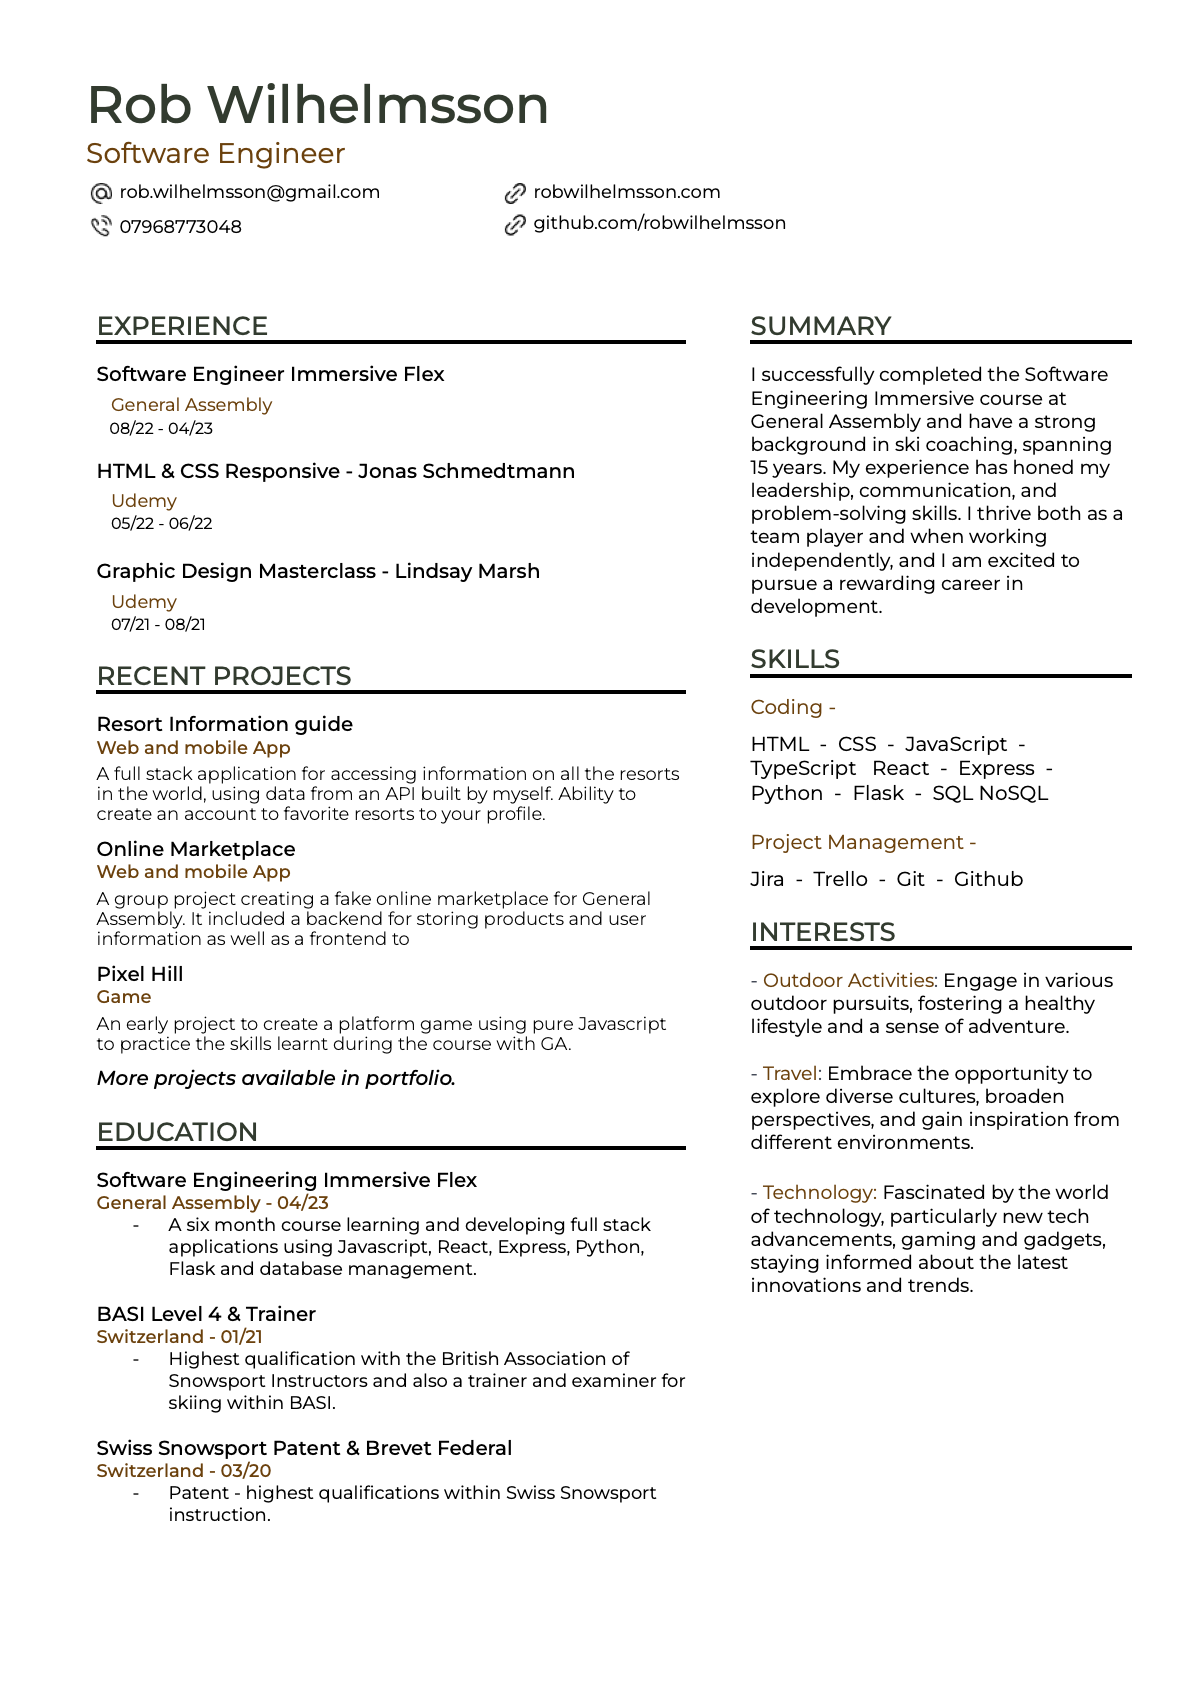 Rob Wilhelmsson
Software Engineer
rob.wilhelmsson@gmail.com
07968773048
robwilhelmsson.com
github.com/robwilhelmsson
EXPERIENCE
Software Engineer Immersive Flex
General Assembly
08/22 - 04/23
HTML & CSS Responsive - Jonas Schmedtmann
Udemy
05/22 - 06/22
Graphic Design Masterclass - Lindsay Marsh
Udemy
07/21 - 08/21
RECENT PROJECTS
Resort Information guide
Web and mobile App
A full stack application for accessing information on all the resorts
in the world, using data from an API built by myself. Ability to
create an account to favorite resorts to your profile.
Online Marketplace
Web and mobile App
A group project creating a fake online marketplace for General
Assembly. It included a backend for storing products and user
information as well as a frontend to
Pixel Hill
Game
An early project to create a platform game using pure Javascript
to practice the skills learnt during the course with GA.
More projects available in portfolio.
EDUCATION
Software Engineering Immersive Flex
General Assembly - 04/23
- A six month course learning and developing full stack
applications using Javascript, React, Express, Python,
Flask and database management.
BASI Level 4 & Trainer
Switzerland - 01/21
- Highest qualification with the British Association of
Snowsport Instructors and also a trainer and examiner for
skiing within BASI.
Swiss Snowsport Patent & Brevet Federal
Switzerland - 03/20
- Patent - highest qualifications within Swiss Snowsport
instruction.
SUMMARY
I successfully completed the Software
Engineering Immersive course at
General Assembly and have a strong
background in ski coaching, spanning
15 years. My experience has honed my
leadership, communication, and
problem-solving skills. I thrive both as a
team player and when working
independently, and I am excited to
pursue a rewarding career in
development.
SKILLS
Coding -
HTML - CSS - JavaScript -
TypeScript React - Express -
Python - Flask - SQL NoSQL
Project Management -
Jira - Trello - Git - Github
INTERESTS
- Outdoor Activities: Engage in various
outdoor pursuits, fostering a healthy
lifestyle and a sense of adventure.
- Travel: Embrace the opportunity to
explore diverse cultures, broaden
perspectives, and gain inspiration from
different environments.
- Technology: Fascinated by the world
of technology, particularly new tech
advancements, gaming and gadgets,
staying informed about the latest
innovations and trends.